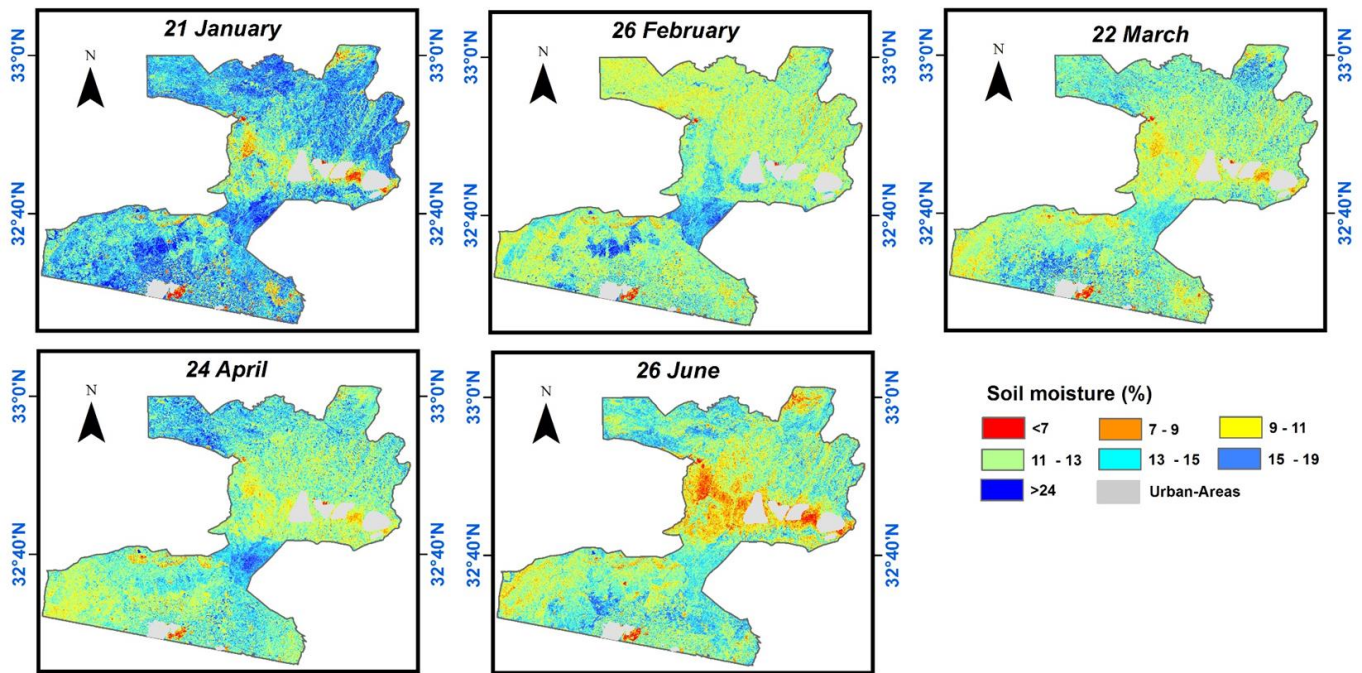 21 January
26 February
22 March
N
N
N
33°0'N
33°0'N
33°0'N
32°40'N
32°40'N
32°40'N
24 April
26 June
N
N
33°0'N
33°0'N
32°40'N
32°40'N
32°40'N
Soil moisture (%)
<7
7 - 9
9 - 11
11 - 13
13 - 15
15 - 19
>24
Urban-Areas